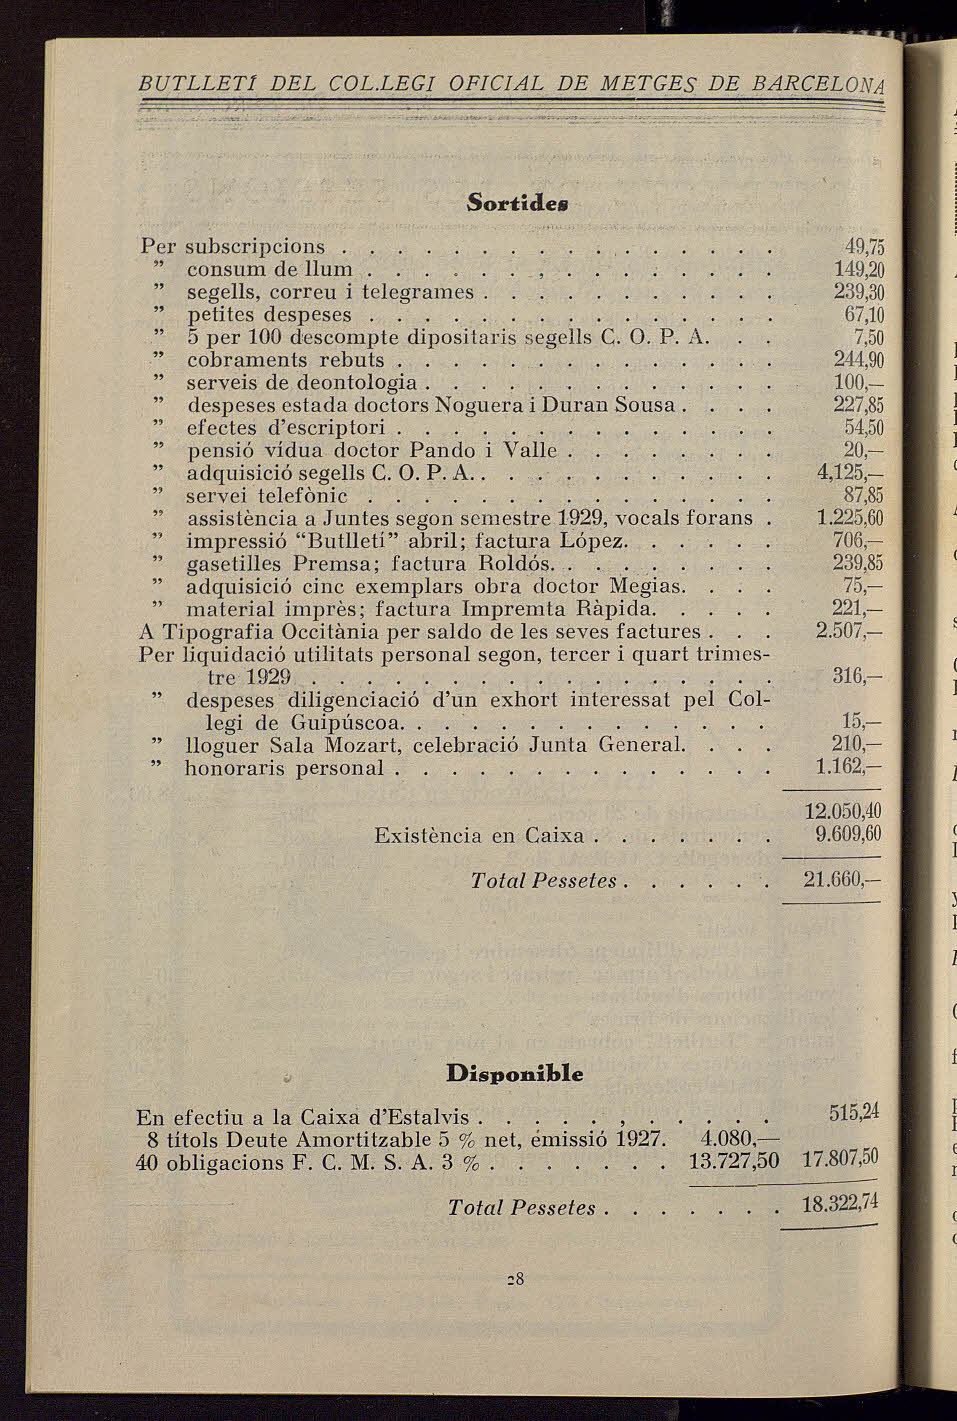 BUTLLETÍ DEL COL.LEGI OFICIAL DE METGES DE BARCELONA
Sortides
Per subscripcions . . . . . . . . . . . . . . . . 49,75
” consum de llum . . . . . . , . . . . . . . . 149,20
” segells, correu i telegrames . . . . . . . . . . . 239,30
” petites despeses . . . . . . . . . . . . . . . 67,10
” 5 per 100 descompte dipositaris segells C. O. P. A. . . 7,50
” cobraments rebuts . . . . . . . . . . . . . . 244,90
” serveis de deontologia . . . . . . . . . . . . . 100,—
” despeses estada doctors Noguera i Duran Sousa . . . . 227,85
” efectes d’escriptori . . . . . . . . . . . . . . 54,50
” pensió vídua doctor Pando i Valle . . . . . . . . 20,—
” adquisició segells C. O. P. A. . . . . . . . . . . . 4,125,—
” servei telefònic . . . . . . . . . . . . . . . 87,85
” assistència a Juntes segon semestre 1929, vocals forans . 1.225,60
” impressió “Butlletí” abril; factura López. . . . . . 706,—
” gasetilles Premsa; factura Roldós. . . . . . . . . 239,85
” adquisició cinc exemplars obra doctor Megias. . . . 75,—
” material imprès; factura Impremta Ràpida. . . . . 221,—
A Tipografia Occitània per saldo de les seves factures . . . 2.507,—
Per liquidació utilitats personal segon, tercer i quart trimes-
tre 1929 . . . . . . . . . . . . . . . . . 316,—
” despeses diligenciació d’un exhort interessat pel Col-
legi de Guipúscoa. . . . . . . . . . . . . . 15,—
” lloguer Sala Mozart, celebració Junta General. . . . 210,—
” honoraris personal . . . . . . . . . . . . . . 1.162,—
12.050,40
Existència en Caixa . . . . . . . 9.609,60
Total Pessetes . . . . . . 21.660,—
Disponible
En efectiu a la Caixa d’Estalvis . . . . . , . . . . . 515,24
8 títols Deute Amortitzable 5 % net, émissió 1927. 4.080,—
40 obligacions F. C. M. S. A. 3 % . . . . . . . 13.727,50 17.807,50
Total Pessetes . . . . . . . 18.322,74
28